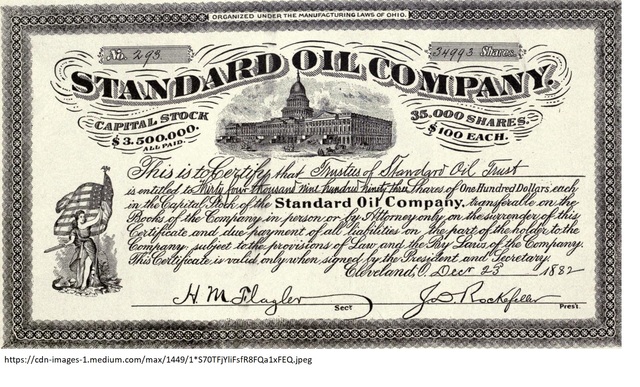 ORGANIZED UNDER THE MANUFACTURING LAWS OF OHIO.
No. 293
34993 Shares.
STANDARD OIL COMPANY.
CAPITAL STOCK
$3,500,000.
ALL PAID.
35,000 SHARES.
$100 EACH.
This is to Certify that Trustees of Standard Oil Trust
is entitled to Thirty four thousand nine hundred ninety three Shares of One Hundred Dollars each
in the Capital Stock of the Standard Oil Company, transferable on the
Books of the Company in person or by Attorney only on the surrender of this
Certificate and due payment of all liabilities on the part of the holder to the
Company, subject to the provisions of Law and the By Laws of the Company.
This Certificate is valid only when signed by the President and Secretary.
Cleveland, O. Decr 23 1882
H M Flagler Secy
Jno D Rockefeller Prest.
https://cdn-images-1.medium.com/max/1449/1*S70TFjYliFsfR8FQa1xFEQ.jpeg